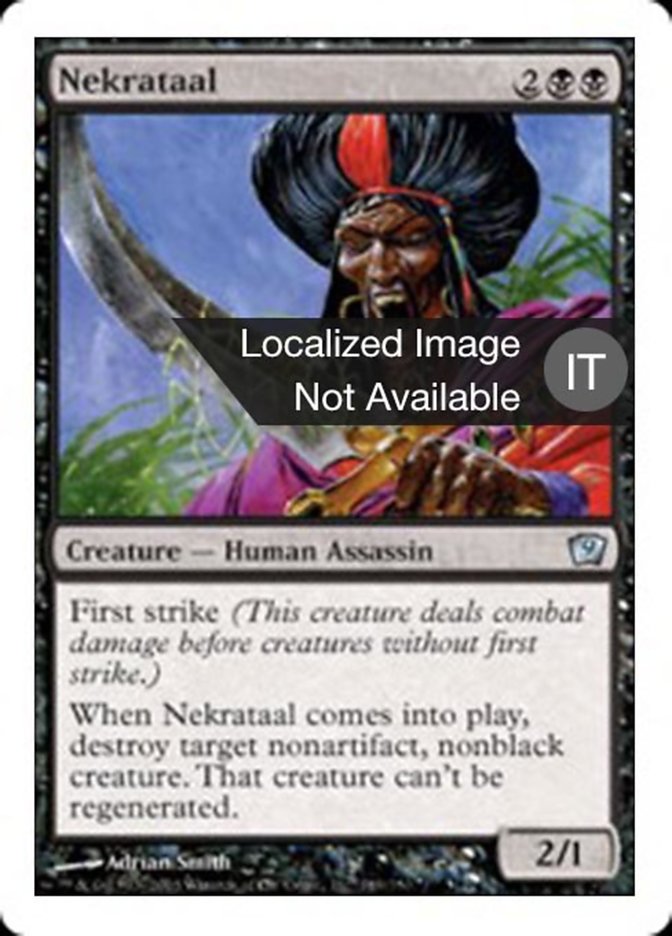 Nekrataal 2
Localized Image
Not Available
IT
Creature — Human Assassin 9
First strike (This creature deals combat
damage before creatures without first
strike.)
When Nekrataal comes into play,
destroy target nonartifact, nonblack
creature. That creature can't be
regenerated.
2/1
Adrian Smith